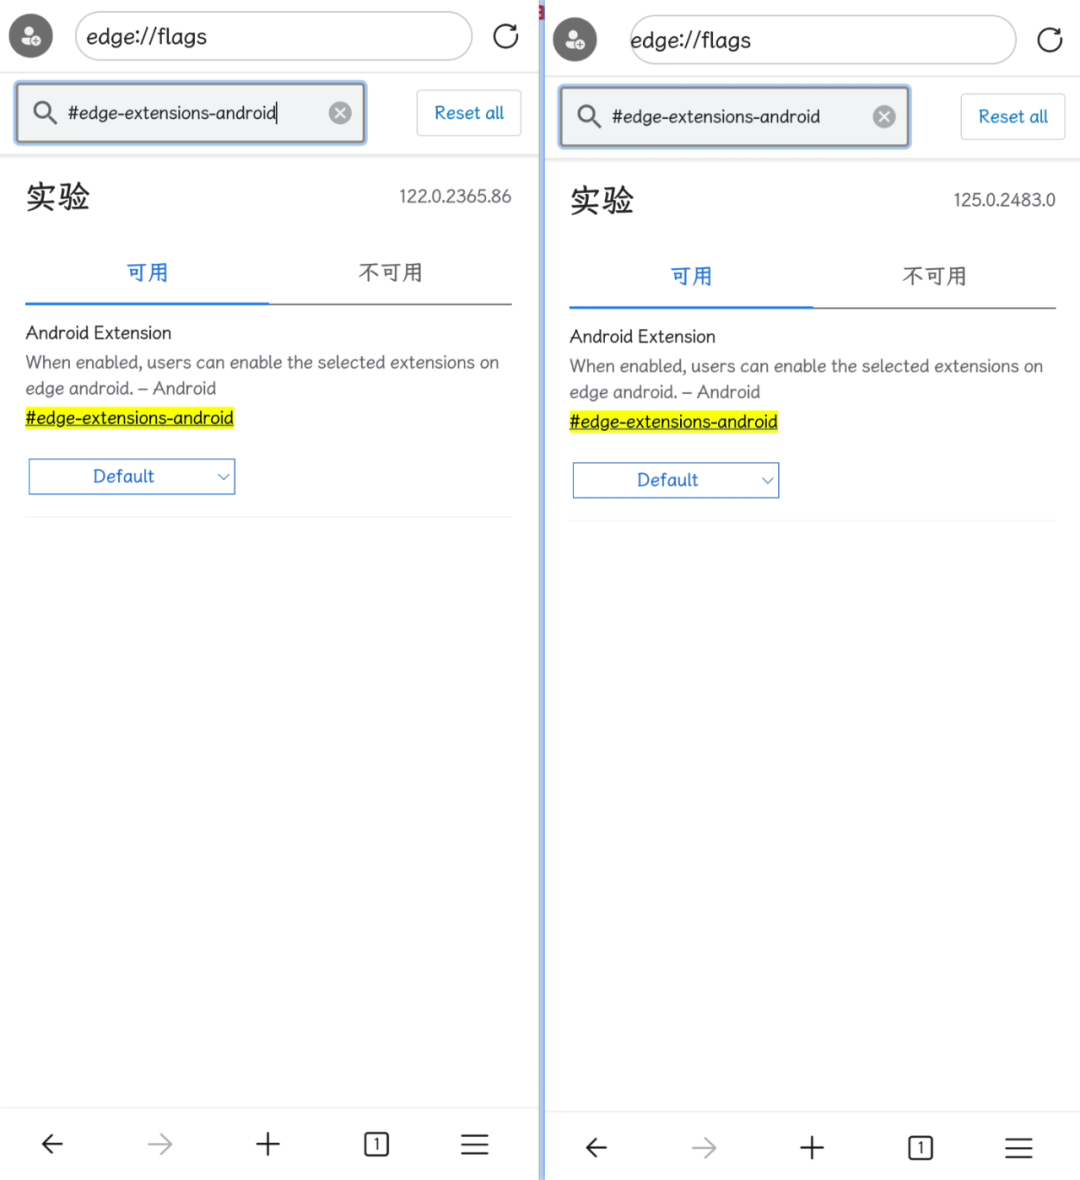 edge://flags
#edge-extensions-android
Reset all
实验
122.0.2365.86
可用
不可用
Android Extension
When enabled, users can enable the selected extensions on
edge android. – Android
#edge-extensions-android
Default
1
edge://flags
#edge-extensions-android
Reset all
实验
125.0.2483.0
可用
不可用
Android Extension
When enabled, users can enable the selected extensions on
edge android. – Android
#edge-extensions-android
Default
1